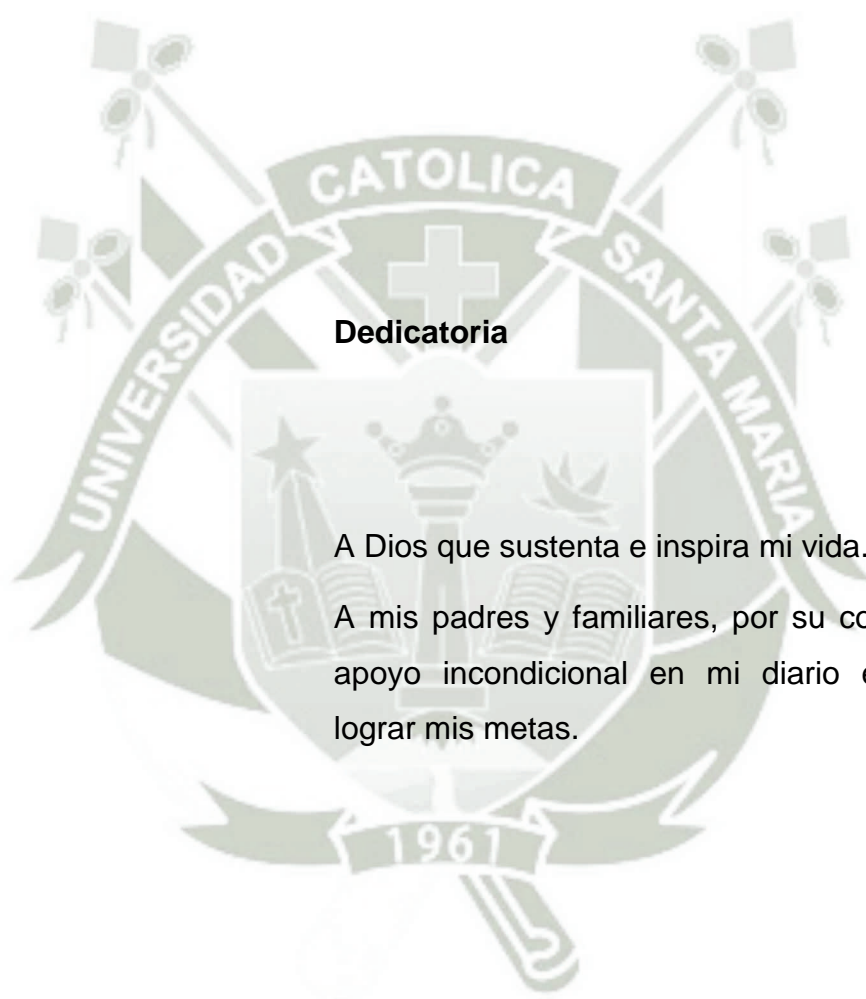 CATOLICA
UNIVERSIDAD
SANTA MARIA
Dedicatoria
A Dios que sustenta e inspira mi vida.
A mis padres y familiares, por su
apoyo incondicional en mi diario
lograr mis metas.
1961